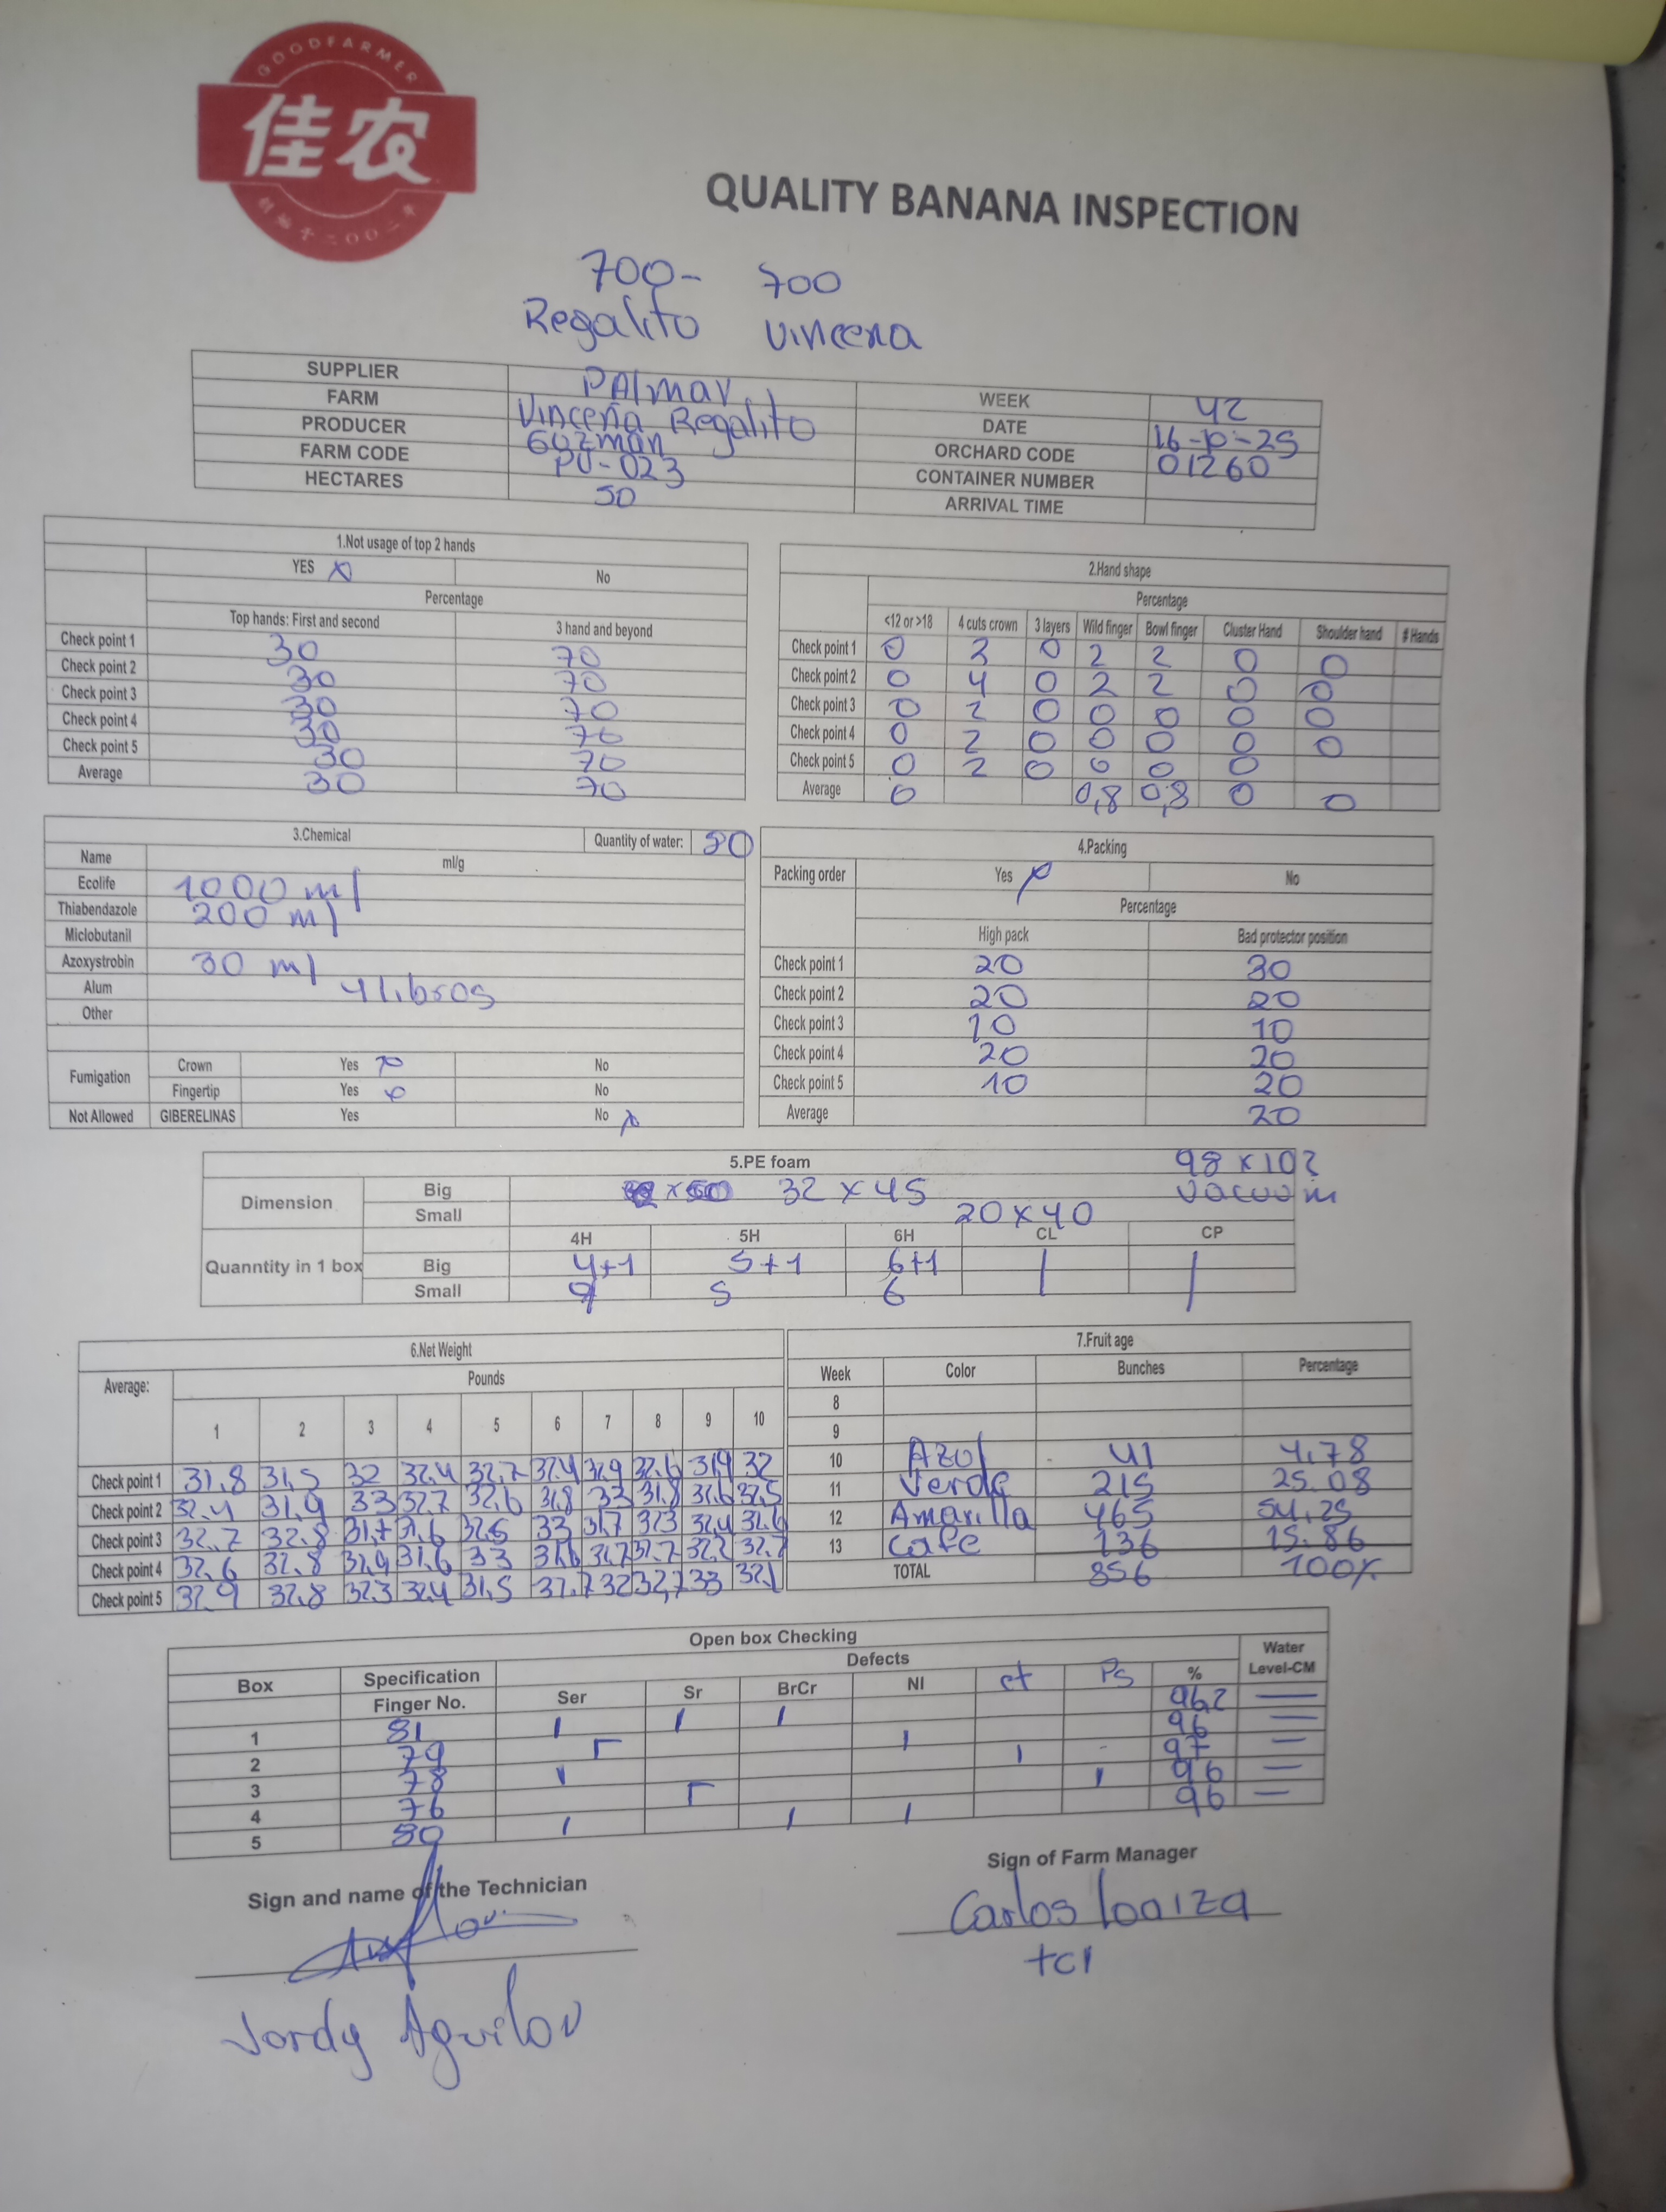 GOODFARMER
佳农
创始于二〇〇二年
QUALITY BANANA INSPECTION
700- 700
Regalito Vincena
SUPPLIER PAlmar
FARM Vinceña Regalito
PRODUCER Guzman
FARM CODE PU-023
HECTARES 50
WEEK 42
DATE 16-10-25
ORCHARD CODE 01260
CONTAINER NUMBER
ARRIVAL TIME
1.Not usage of top 2 hands
YES x No
Percentage
Top hands: First and second 3 hand and beyond
Check point 1 30 70
Check point 2 30 70
Check point 3 30 70
Check point 4 30 70
Check point 5 30 70
Average 30 70
2.Hand shape
Percentage
<12 or >18 4 cuts crown 3 layers Wild finger Bowl finger Cluster Hand Shoulder hand # Hands
Check point 1 0 2 0 2 2 0 0
Check point 2 0 4 0 2 2 0 0
Check point 3 0 2 0 0 0 0 0
Check point 4 0 2 0 0 0 0 0
Check point 5 0 2 0 0 0 0
Average 0 0,8 0,8 0 0
3.Chemical Quantity of water: 80
Name ml/g
Ecolife 1000 ml
Thiabendazole 200 ml
Miclobutanil
Azoxystrobin 30 ml
Alum 4 libros
Other
Fumigation Crown Yes x No
Fingertip Yes x No
Not Allowed GIBERELINAS Yes No x
4.Packing
Packing order Yes x No
Percentage
High pack Bad protector position
Check point 1 20 30
Check point 2 20 20
Check point 3 10 10
Check point 4 20 20
Check point 5 10 20
Average 20
5.PE foam 98 x 102
Dimension Big 32 x 45 vacuum
Small 20 x 40
4H 5H 6H CL CP
Quanntity in 1 box Big 4+1 5+1 6+1
Small 5 6
6.Net Weight
Average: Pounds
1 2 3 4 5 6 7 8 9 10
Check point 1 31.8 31,5 32 32.4 32.7 32.4 32.9 32.6 31.9 32
Check point 2 32.4 31.9 33 32.7 32.6 31.8 33 31.8 31.6 32.5
Check point 3 32.7 32.8 31.7 31.6 32.5 33 31.7 32.3 32.4 32.6
Check point 4 32.6 32.8 32.9 31.6 33 31.6 32.7 32.7 32.2 32.7
Check point 5 32.9 32.8 32.3 32.4 31.5 32.7 32 32,7 33 32.1
7.Fruit age
Week Color Bunches Percentage
8
9
10 Azul 41 4,78
11 Verde 215 25.08
12 Amarilla 465 54,25
13 Cafe 136 15.86
TOTAL 856 100%
Open box Checking
Box Specification Defects Water Level-CM
Finger No. Ser Sr BrCr NI ct Ps %
1 81 1 1 1 96,2 —
2 79 1 96 —
3 78 1 97 —
4 76 1 96 —
5 80 1 1 1 96 —
Sign and name of the Technician
Jordy Aguilar
Sign of Farm Manager
Carlos loaiza
tcl